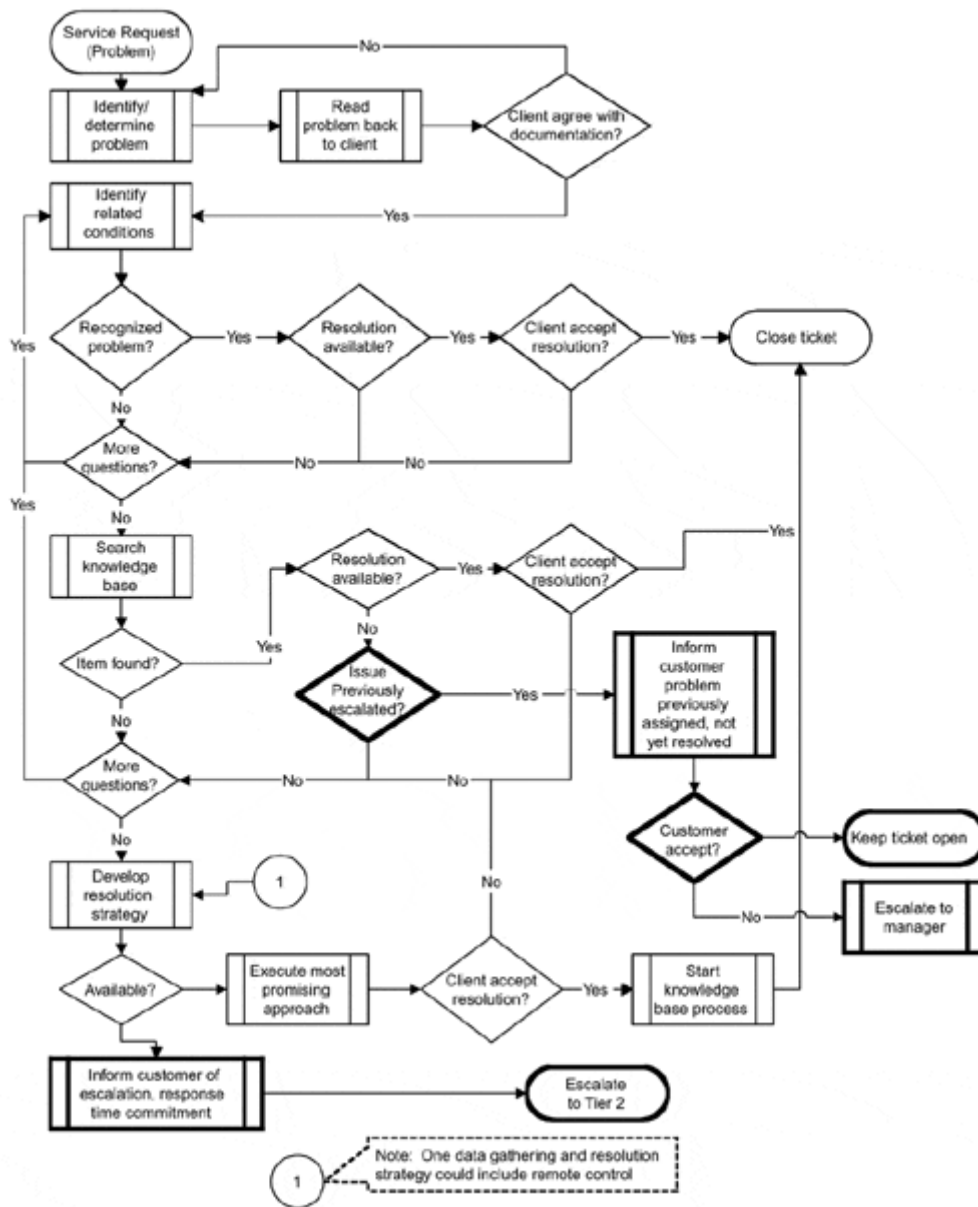 Service Request
(Problem)
No
Identify/
determine
problem
Read
problem back
to client
Client agree with
documentation?
Identify
related
conditions
Yes
Recognized
problem?
Yes
Resolution
available?
Yes
Client accept
resolution?
Yes
Close ticket
Yes
No
More
questions?
No
No
Yes
No
Search
knowledge
base
Resolution
available?
Yes
Client accept
resolution?
Yes
Item found?
Yes
No
Issue
Previously
escalated?
Yes
Inform
customer
problem
previously
assigned, not
yet resolved
No
More
questions?
No
No
Customer
accept?
Keep ticket open
No
Develop
resolution
strategy
1
No
No
Escalate to
manager
Available?
Execute most
promising
approach
Client accept
resolution?
Yes
Start
knowledge
base process
Inform customer of
escalation, response
time commitment
Escalate
to Tier 2
1
Note: One data gathering and resolution
strategy could include remote control